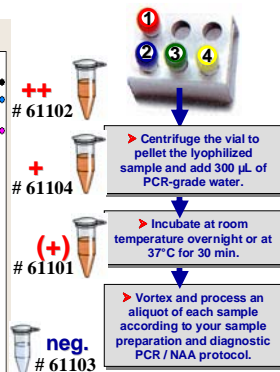 1
2 3 4
++
# 61102
+
# 61104
(+)
# 61101
neg.
# 61103
➤ Centrifuge the vial to
pellet the lyophilized
sample and add 300 µL of
PCR-grade water.
➤ Incubate at room
temperature overnight or at
37°C for 30 min.
➤ Vortex and process an
aliquot of each sample
according to your sample
preparation and diagnostic
PCR / NAA protocol.